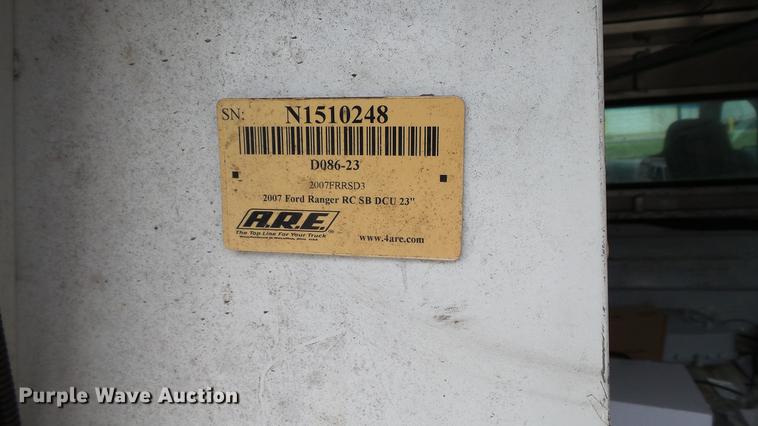 SN: N1510248
D086-23
2007FRRSD3
2007 Ford Ranger RC SB DCU 23"
A.R.E.®
The Top Line For Your Truck
www.4are.com
Purple Wave Auction®